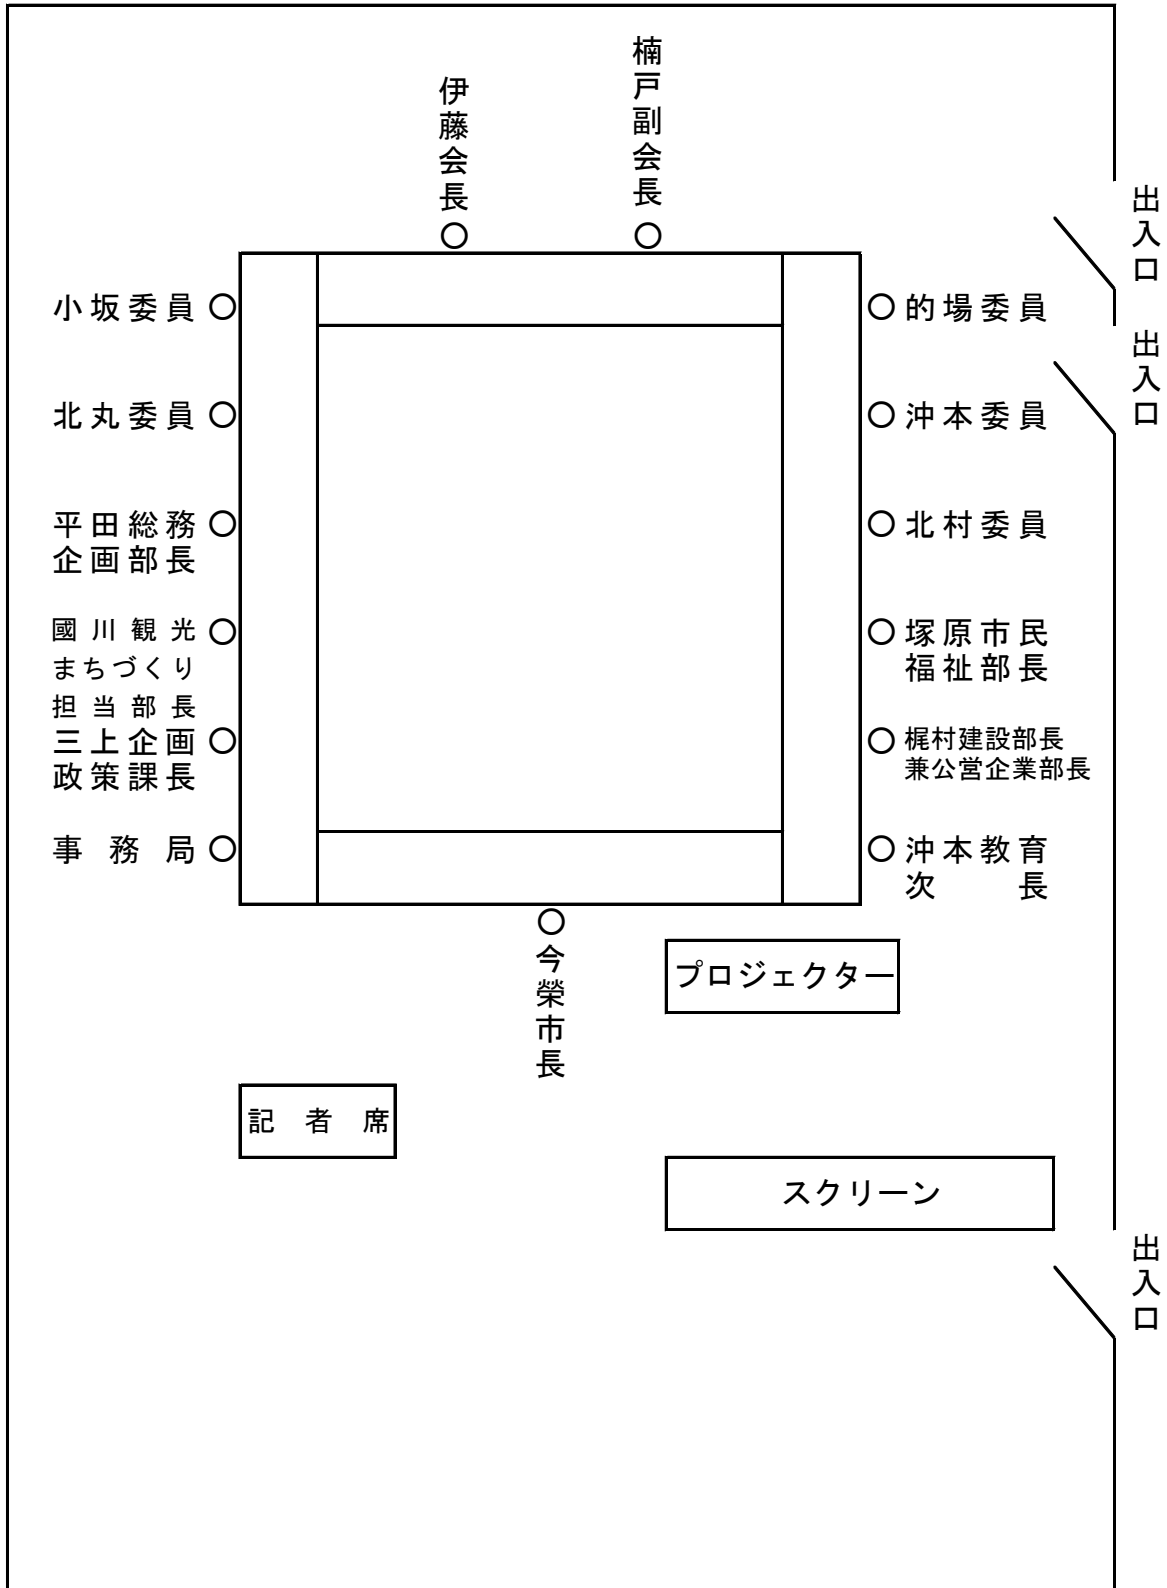 楠戸副会長
伊藤会長
出入口
小坂委員
的場委員
出入口
北丸委員
沖本委員
平田総務
企画部長
北村委員
國川観光
まちづくり
担当部長
塚原市民
福祉部長
三上企画
政策課長
梶村建設部長
兼公営企業部長
事務局
沖本教育
次長
今榮市長
プロジェクター
記者席
スクリーン
出入口